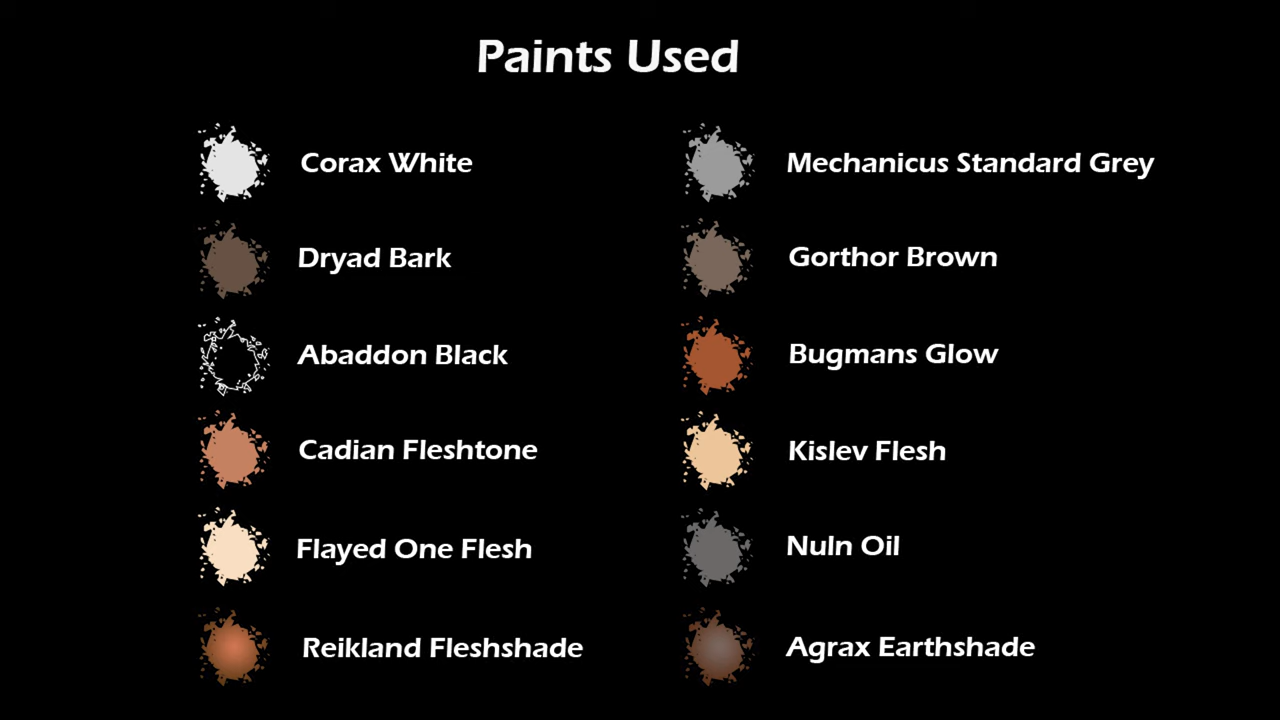 Paints Used
Corax White
Mechanicus Standard Grey
Dryad Bark
Gorthor Brown
Abaddon Black
Bugmans Glow
Cadian Fleshtone
Kislev Flesh
Flayed One Flesh
Nuln Oil
Reikland Fleshshade
Agrax Earthshade